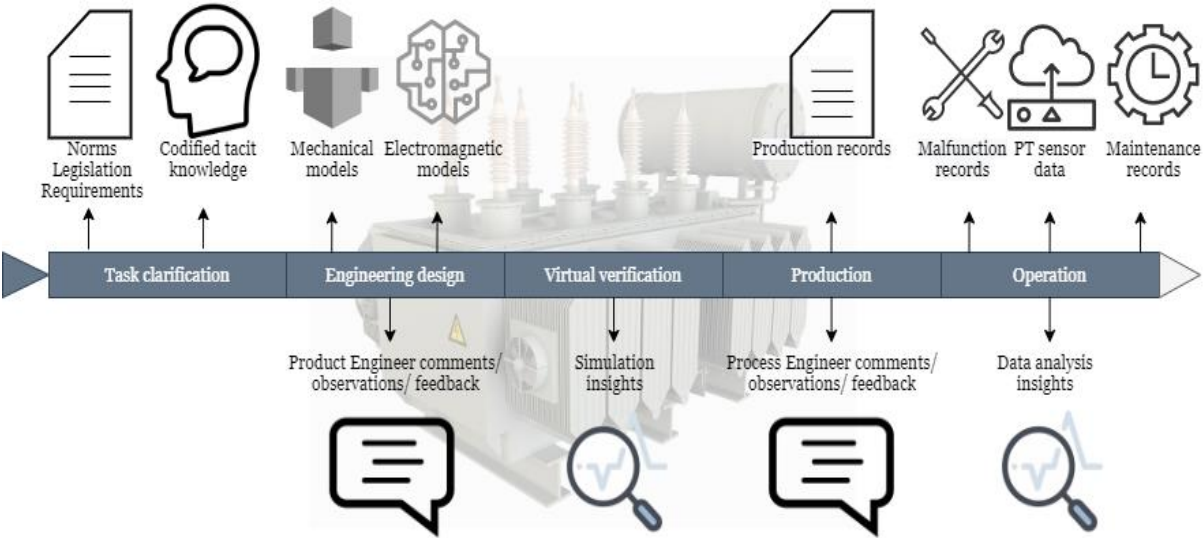 Norms
Legislation
Requirements
Codified tacit
knowledge
Mechanical
models
Electromagnetic
models
Production records
Malfunction
records
PT sensor
data
Maintenance
records
Task clarification
Engineering design
Virtual verification
Production
Operation
Product Engineer comments/
observations/ feedback
Simulation
insights
Process Engineer comments/
observations/ feedback
Data analysis
insights